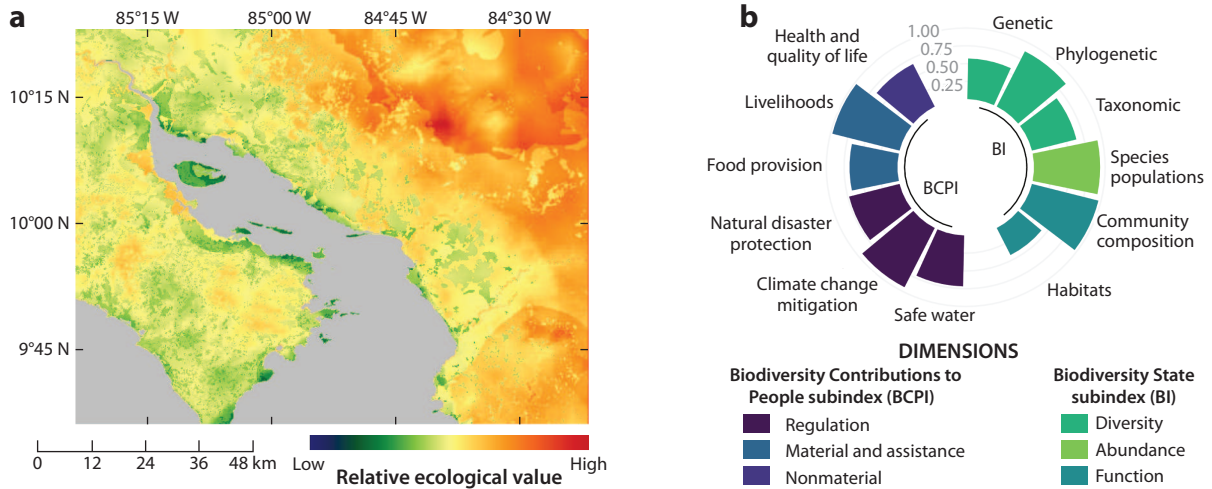 a
85°15 W
85°00 W
84°45 W
84°30 W
10°15 N
10°00 N
9°45 N
0
12
24
36
48 km
Low
High
Relative ecological value
b
1.00
0.75
0.50
0.25
Genetic
Phylogenetic
Taxonomic
Species
populations
Community
composition
Habitats
Safe water
Climate change
mitigation
Natural disaster
protection
Food provision
Livelihoods
Health and
quality of life
BI
BCPI
DIMENSIONS
Biodiversity Contributions to
People subindex (BCPI)
Regulation
Material and assistance
Nonmaterial
Biodiversity State
subindex (BI)
Diversity
Abundance
Function